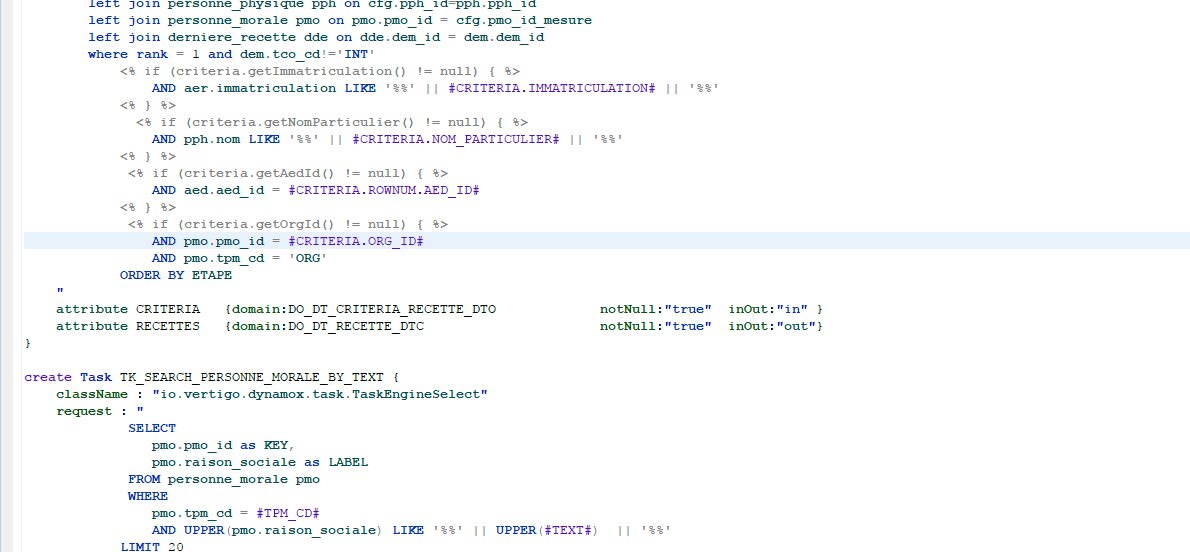 left join personne_physique pph on cfg.pph_id=pph.pph_id
left join personne_morale pmo on pmo.pmo_id = cfg.pmo_id_mesure
left join derniere_recette dde on dde.dem_id = dem.dem_id
where rank = 1 and dem.tco_cd!='INT'
<% if (criteria.getImmatriculation() != null) { %>
AND aer.immatriculation LIKE '%%' || #CRITERIA.IMMATRICULATION# || '%%'
<% } %>
<% if (criteria.getNomParticulier() != null) { %>
AND pph.nom LIKE '%%' || #CRITERIA.NOM_PARTICULIER# || '%%'
<% } %>
<% if (criteria.getAedId() != null) { %>
AND aed.aed_id = #CRITERIA.ROWNUM.AED_ID#
<% } %>
<% if (criteria.getOrgId() != null) { %>
AND pmo.pmo_id = #CRITERIA.ORG_ID#
AND pmo.tpm_cd = 'ORG'
ORDER BY ETAPE
"
attribute CRITERIA {domain:DO_DT_CRITERIA_RECETTE_DTO notNull:"true" inOut:"in" }
attribute RECETTES {domain:DO_DT_RECETTE_DTC notNull:"true" inOut:"out"}
}
create Task TK_SEARCH_PERSONNE_MORALE_BY_TEXT {
className : "io.vertigo.dynamox.task.TaskEngineSelect"
request : "
SELECT
pmo.pmo_id as KEY,
pmo.raison_sociale as LABEL
FROM personne_morale pmo
WHERE
pmo.tpm_cd = #TPM_CD#
AND UPPER(pmo.raison_sociale) LIKE '%%' || UPPER(#TEXT#) || '%%'
LIMIT 20